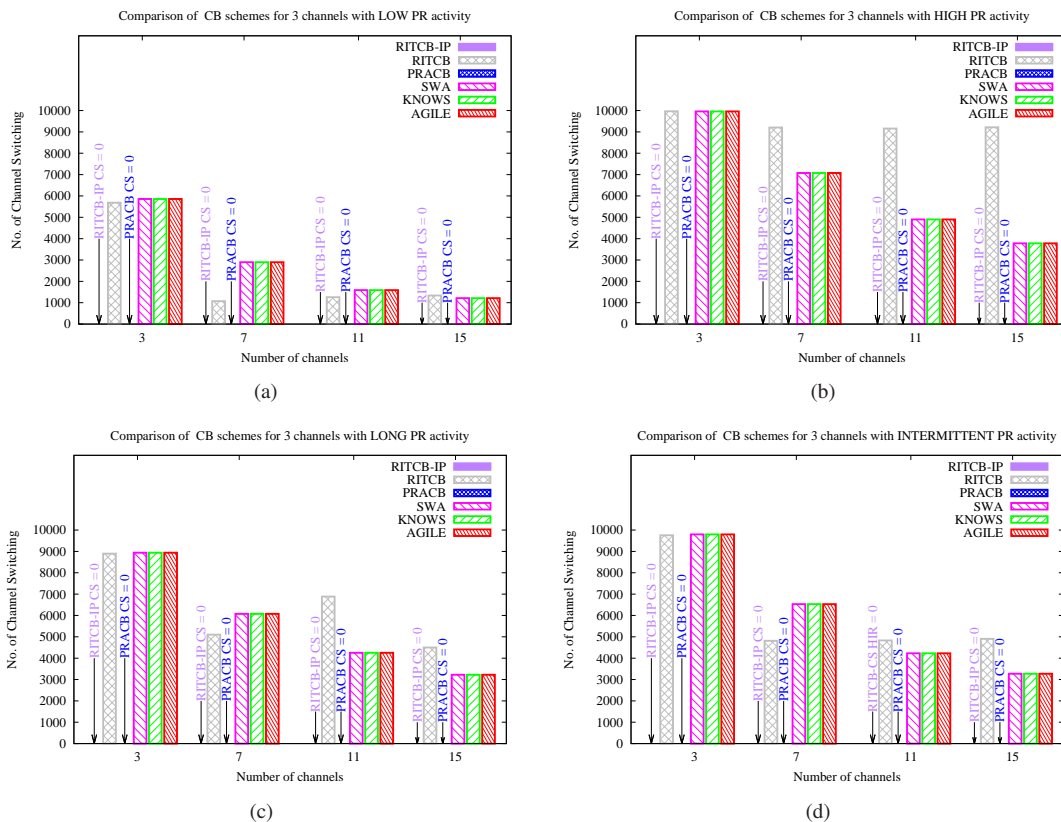 Comparison of CB schemes for 3 channels with LOW PR activity
RITCB-IP
RITCB
PRACB
SWA
KNOWS
AGILE
No. of Channel Switching
10000
9000
8000
7000
6000
5000
4000
3000
2000
1000
0
RITCB-IP CS = 0
PRACB CS = 0
RITCB-IP CS = 0
PRACB CS = 0
RITCB-IP CS = 0
PRACB CS = 0
RITCB-IP CS = 0
PRACB CS = 0
3 7 11 15
Number of channels
(a)
Comparison of CB schemes for 3 channels with HIGH PR activity
RITCB-IP
RITCB
PRACB
SWA
KNOWS
AGILE
No. of Channel Switching
10000
9000
8000
7000
6000
5000
4000
3000
2000
1000
0
RITCB-IP CS = 0
PRACB CS = 0
RITCB-IP CS = 0
PRACB CS = 0
RITCB-IP CS = 0
PRACB CS = 0
RITCB-IP CS = 0
PRACB CS = 0
3 7 11 15
Number of channels
(b)
Comparison of CB schemes for 3 channels with LONG PR activity
RITCB-IP
RITCB
PRACB
SWA
KNOWS
AGILE
No. of Channel Switching
10000
9000
8000
7000
6000
5000
4000
3000
2000
1000
0
RITCB-IP CS = 0
PRACB CS = 0
RITCB-IP CS = 0
PRACB CS = 0
RITCB-IP CS = 0
PRACB CS = 0
RITCB-IP CS = 0
PRACB CS = 0
3 7 11 15
Number of channels
(c)
Comparison of CB schemes for 3 channels with INTERMITTENT PR activity
RITCB-IP
RITCB
PRACB
SWA
KNOWS
AGILE
No. of Channel Switching
10000
9000
8000
7000
6000
5000
4000
3000
2000
1000
0
RITCB-IP CS = 0
PRACB CS = 0
RITCB-IP CS = 0
PRACB CS = 0
RITCB-CS HIR = 0
PRACB CS = 0
RITCB-IP CS = 0
PRACB CS = 0
3 7 11 15
Number of channels
(d)